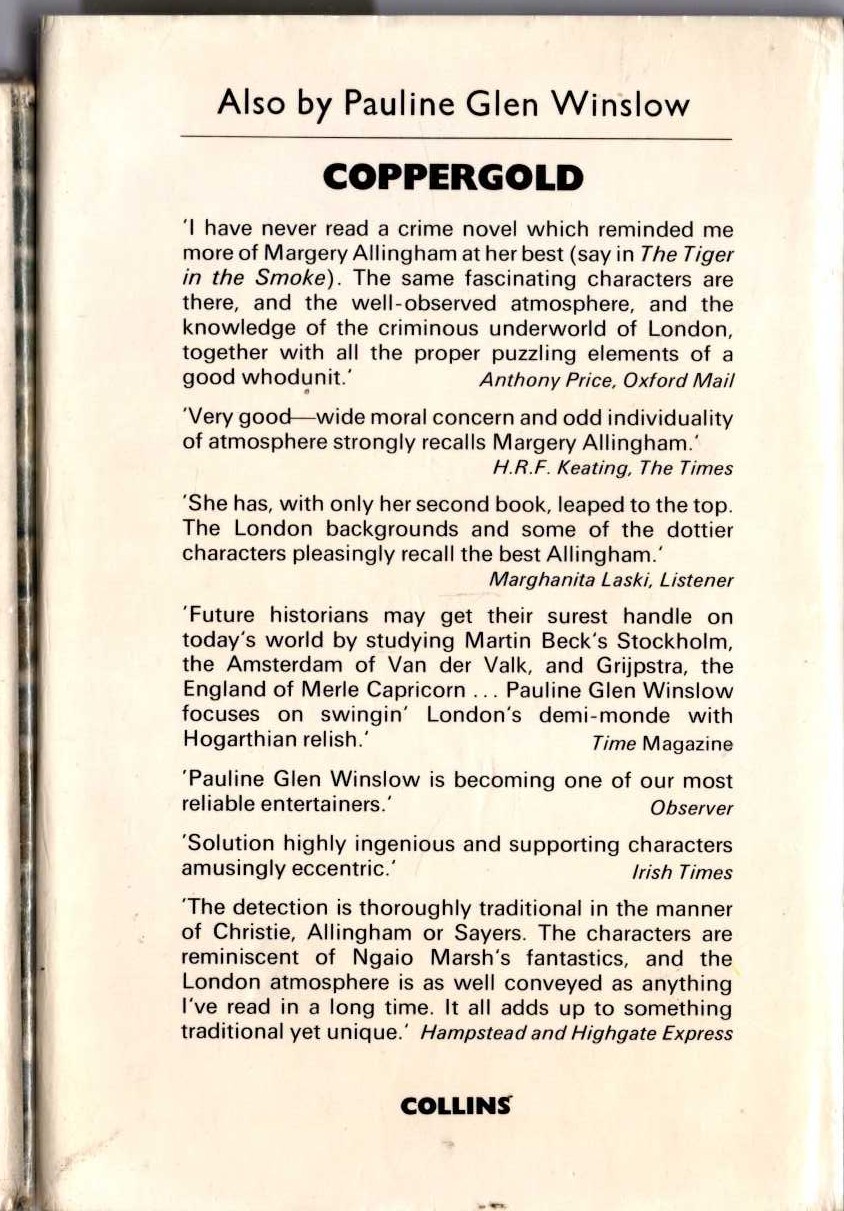 Also by Pauline Glen Winslow
COPPERGOLD
'I have never read a crime novel which reminded me
more of Margery Allingham at her best (say in The Tiger
in the Smoke). The same fascinating characters are
there, and the well-observed atmosphere, and the
knowledge of the criminous underworld of London,
together with all the proper puzzling elements of a
good whodunit.' Anthony Price, Oxford Mail
'Very good—wide moral concern and odd individuality
of atmosphere strongly recalls Margery Allingham.'
H.R.F. Keating, The Times
'She has, with only her second book, leaped to the top.
The London backgrounds and some of the dottier
characters pleasingly recall the best Allingham.'
Marghanita Laski, Listener
'Future historians may get their surest handle on
today's world by studying Martin Beck's Stockholm,
the Amsterdam of Van der Valk, and Grijpstra, the
England of Merle Capricorn ... Pauline Glen Winslow
focuses on swingin' London's demi-monde with
Hogarthian relish.' Time Magazine
'Pauline Glen Winslow is becoming one of our most
reliable entertainers.' Observer
'Solution highly ingenious and supporting characters
amusingly eccentric.' Irish Times
'The detection is thoroughly traditional in the manner
of Christie, Allingham or Sayers. The characters are
reminiscent of Ngaio Marsh's fantastics, and the
London atmosphere is as well conveyed as anything
I've read in a long time. It all adds up to something
traditional yet unique.' Hampstead and Highgate Express
COLLINS